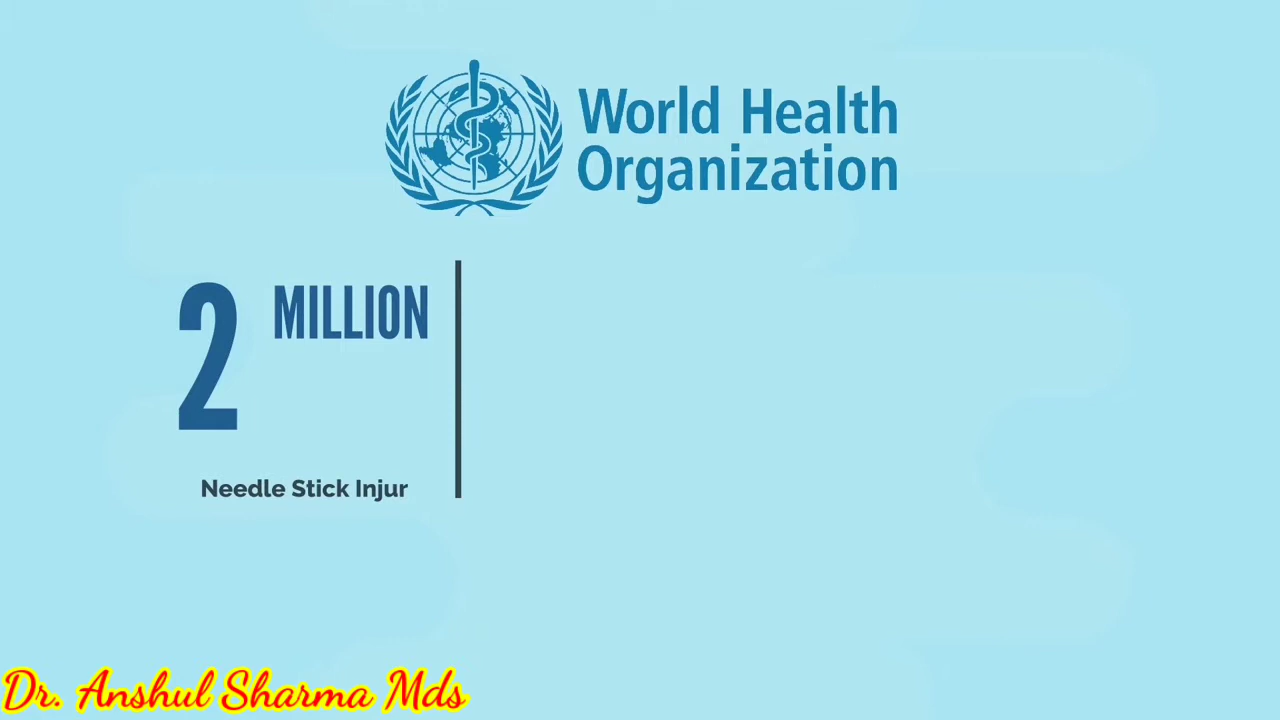 World Health
Organization
2 MILLION
Needle Stick Injur
Dr. Anshul Sharma Mds